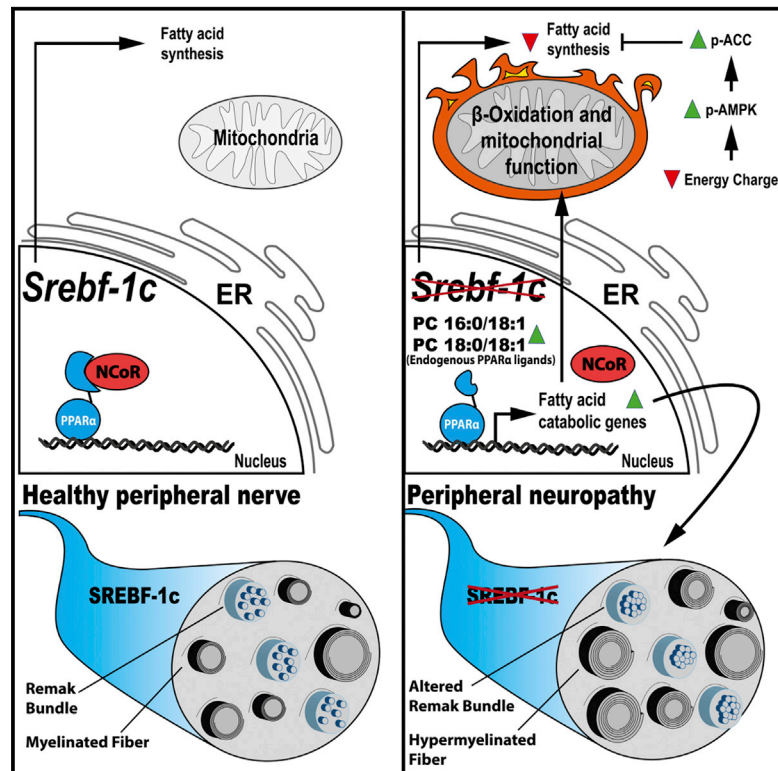 Fatty acid
synthesis
Mitochondria
Srebf-1c
ER
NCoR
PPARα
Nucleus
Healthy peripheral nerve
SREBF-1c
Remak
Bundle
Myelinated Fiber
Fatty acid
synthesis
p-ACC
β-Oxidation and
mitochondrial
function
p-AMPK
Energy Charge
Srebf-1c
ER
PC 16:0/18:1
PC 18:0/18:1
(Endogenous PPARα ligands)
NCoR
PPARα
Fatty acid
catabolic genes
Nucleus
Peripheral neuropathy
SREBF-1c
Altered
Remak Bundle
Hypermyelinated
Fiber